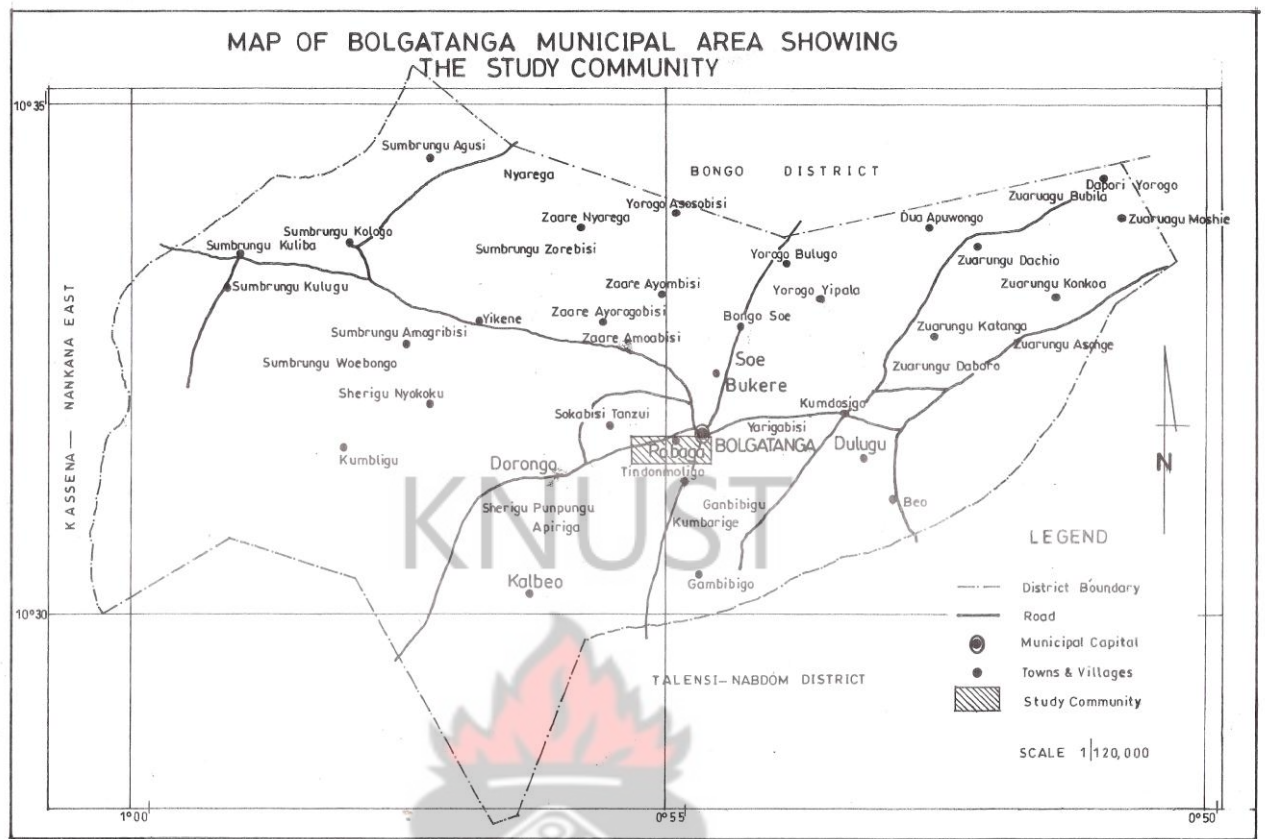 MAP OF BOLGATANGA MUNICIPAL AREA SHOWING
THE STUDY COMMUNITY
10°35
Sumbrungu Agusi
Nyarega
BONGO DISTRICT
Dapori Yorogo
Zuaruagu Bubila
Yorogo Asosobisi
Zaare Nyarega
Dua Apuwongo
Zuaruagu Moshie
Sumbrungu Kologo
Sumbrungu Kuliba
Sumbrungu Zorebisi
Yorogo Bulugo
Zuarungu Dachio
Sumbrungu Kulugu
Zaare Ayombisi
Yorogo Yipala
Zuarungu Konkoa
Yikene
Zaare Ayorogobisi
Bongo Soe
Sumbrungu Amogribisi
Zaare Amoabisi
Zuarungu Katanga
Zuarungu Asonge
Sumbrungu Woebongo
Soe
Zuarungu Daboro
Bukere
Sherigu Nyokoku
Kumdosigo
Sokabisi Tanzui
Yarigabisi
KASSENA — NANKANA EAST
Kumbligu
Rabaga
BOLGATANGA
Dulugu
Dorongo
Tindonmoligo
N
Sherigu Punpungu
Ganbibigu
Beo
Apiriga
Kumbarige
KNUST
Kalbeo
Gambibigo
10°30
TALENSI–NABDOM DISTRICT
LEGEND
District Boundary
Road
Municipal Capital
Towns & Villages
Study Community
SCALE 1|120,000
1°00
0°55
0°50